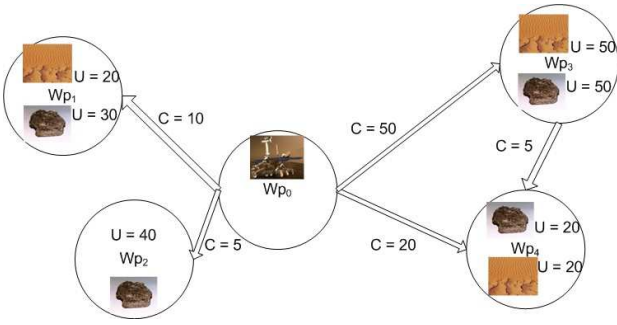 U = 20
Wp1
U = 30
C = 10
U = 40
Wp2
C = 5
Wp0
C = 50
C = 20
U = 50
Wp3
U = 50
C = 5
U = 20
Wp4
U = 20